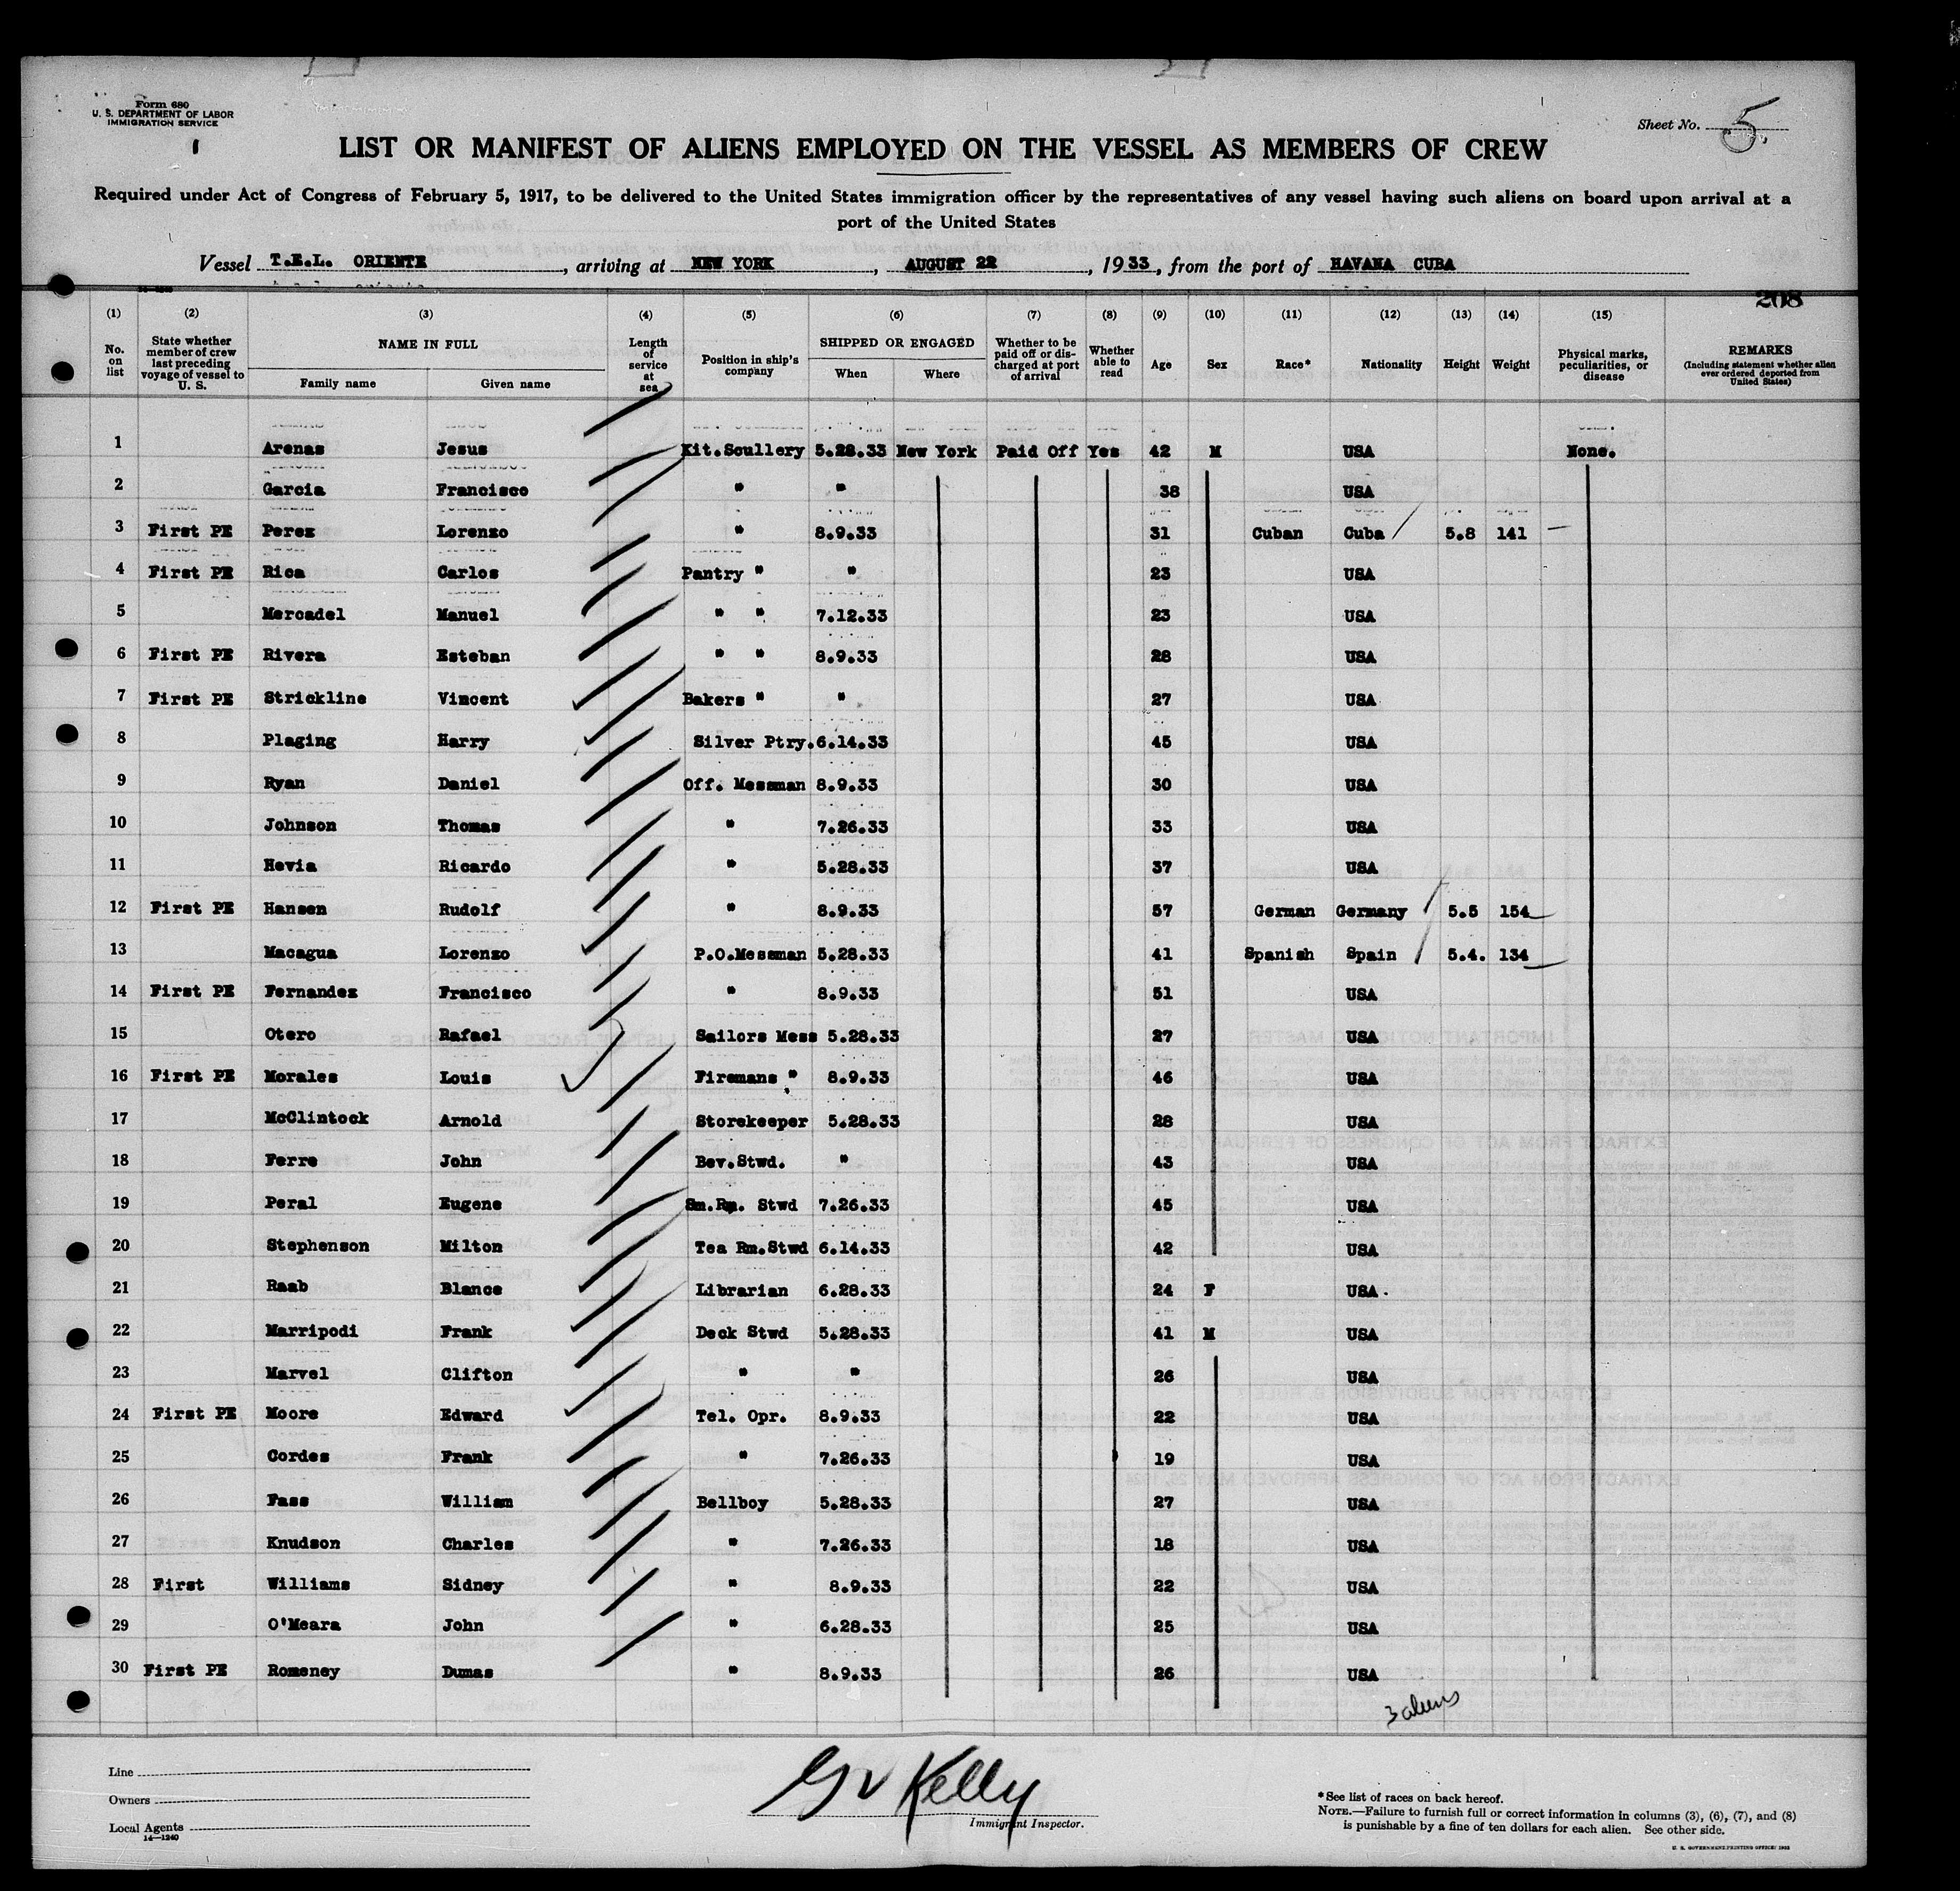 Form 680
U. S. DEPARTMENT OF LABOR
IMMIGRATION SERVICE
Sheet No. 5.
LIST OR MANIFEST OF ALIENS EMPLOYED ON THE VESSEL AS MEMBERS OF CREW
Required under Act of Congress of February 5, 1917, to be delivered to the United States immigration officer by the representatives of any vessel having such aliens on board upon arrival at a
port of the United States
Vessel T.E.L. ORIENTE, arriving at NEW YORK, AUGUST 22, 1933, from the port of HAVANA CUBA
208
(1) (2) (3) (4) (5) (6) (7) (8) (9) (10) (11) (12) (13) (14) (15)
No. on list State whether member of crew last preceding voyage of vessel to U. S. NAME IN FULL Family name Given name Length of service at sea Position in ship's company SHIPPED OR ENGAGED When Where Whether to be paid off or discharged at port of arrival Whether able to read Age Sex Race* Nationality Height Weight Physical marks, peculiarities, or disease REMARKS (Including statement whether alien ever ordered deported from United States)
1 Arenas Jesus Kit.Scullery 5.28.33 New York Paid Off Yes 42 M USA None.
2 Garcia Francisco " " 38 USA
3 First PE Perez Lorenzo " 8.9.33 31 Cuban Cuba 5.8 141
4 First PE Rica Carlos Pantry " " 23 USA
5 Mercadel Manuel " " 7.12.33 23 USA
6 First PE Rivera Esteban " " 8.9.33 28 USA
7 First PE Strickline Vincent Bakers " " 27 USA
8 Plaging Harry Silver Ptry. 6.14.33 45 USA
9 Ryan Daniel Off. Messman 8.9.33 30 USA
10 Johnson Thomas " 7.26.33 33 USA
11 Hevia Ricardo " 5.28.33 37 USA
12 First PE Hansen Rudolf " 8.9.33 57 German Germany 5.5 154
13 Macagua Lorenzo P.O.Messman 5.28.33 41 Spanish Spain 5.4. 134
14 First PE Fernandez Francisco " 8.9.33 51 USA
15 Otero Rafael Sailors Mess 5.28.33 27 USA
16 First PE Morales Louis Firemans " 8.9.33 46 USA
17 McClintock Arnold Storekeeper 5.28.33 28 USA
18 Ferre John Bev.Stwd. " 43 USA
19 Peral Eugene Sm.Rm. Stwd 7.26.33 45 USA
20 Stephenson Milton Tea Rm.Stwd 6.14.33 42 USA
21 Raab Blance Librarian 6.28.33 24 F USA.
22 Marripodi Frank Deck Stwd 5.28.33 41 M USA
23 Marvel Clifton " " 26 USA
24 First PE Moore Edward Tel. Opr. 8.9.33 22 USA
25 Cordes Frank " 7.26.33 19 USA
26 Fass William Bellboy 5.28.33 27 USA
27 Knudson Charles " 7.26.33 18 USA
28 First Williams Sidney " 8.9.33 22 USA
29 O'Meara John " 6.28.33 25 USA
30 First PE Romeney Dumas " 8.9.33 26 USA
3 aliens
Line
Owners
Local Agents
14—1240
Kelly
Immigrant Inspector.
*See list of races on back hereof.
NOTE.—Failure to furnish full or correct information in columns (3), (6), (7), and (8)
is punishable by a fine of ten dollars for each alien. See other side.
U. S. GOVERNMENT PRINTING OFFICE: 1932